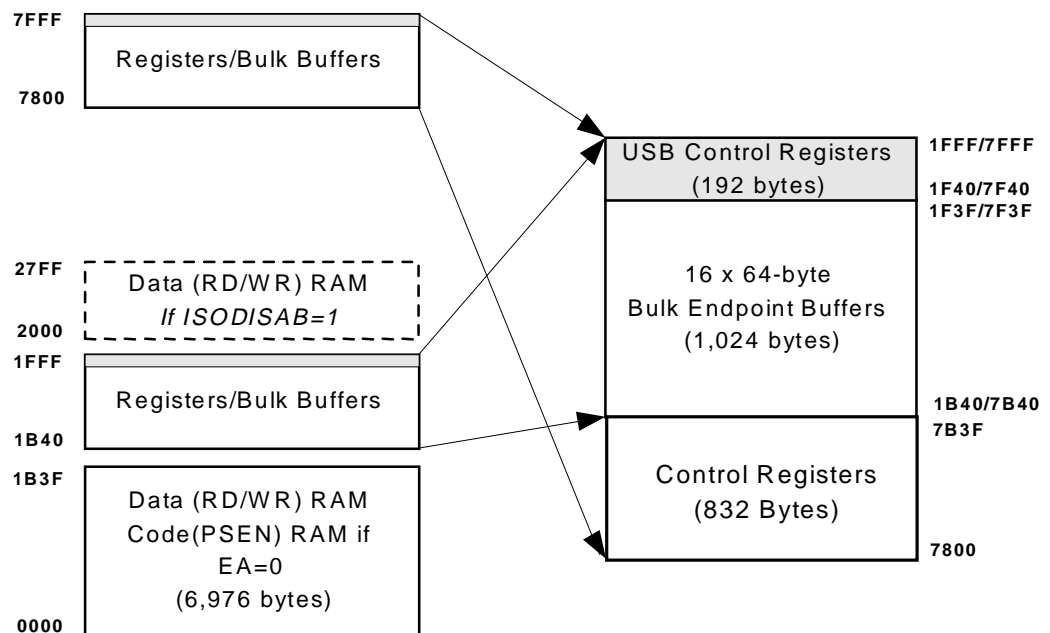 7FFF
Registers/Bulk Buffers
7800
27FF
Data (RD/WR) RAM
If ISODISAB=1
2000
1FFF
Registers/Bulk Buffers
1B40
1B3F
Data (RD/WR) RAM
Code(PSEN) RAM if
EA=0
(6,976 bytes)
0000
USB Control Registers
(192 bytes)
1FFF/7FFF
1F40/7F40
1F3F/7F3F
16 x 64-byte
Bulk Endpoint Buffers
(1,024 bytes)
1B40/7B40
7B3F
Control Registers
(832 Bytes)
7800